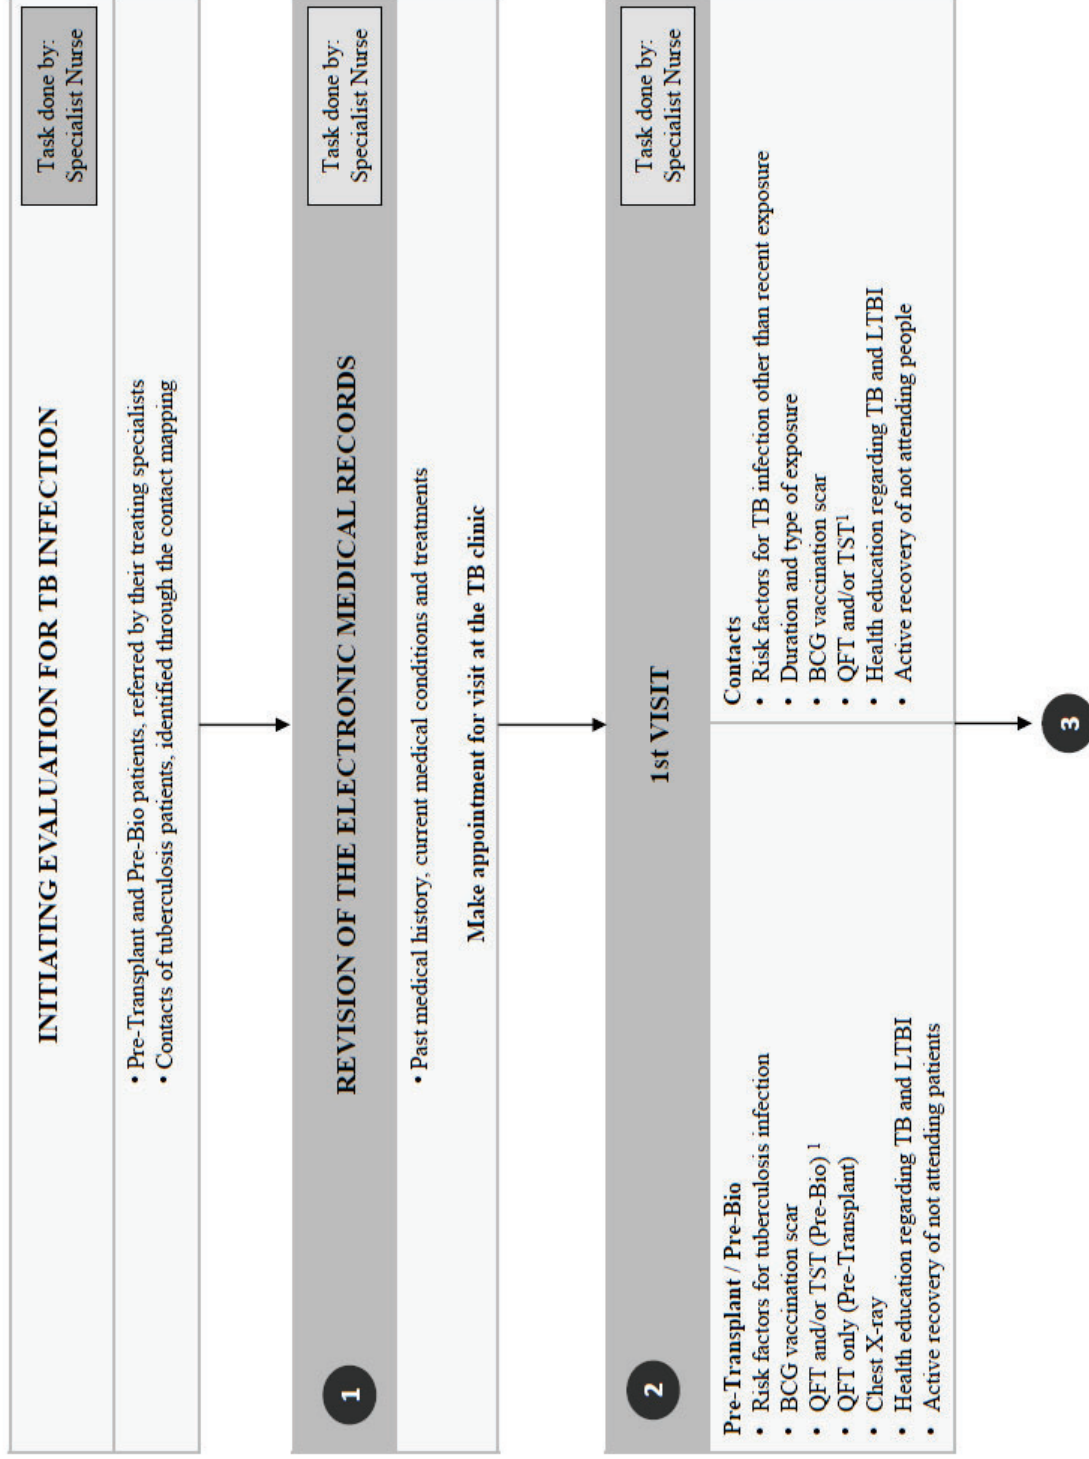 INITIATING EVALUATION FOR TB INFECTION
Task done by:
Specialist Nurse
• Pre-Transplant and Pre-Bio patients, referred by their treating specialists
• Contacts of tuberculosis patients, identified through the contact mapping
1
REVISION OF THE ELECTRONIC MEDICAL RECORDS
Task done by:
Specialist Nurse
• Past medical history, current medical conditions and treatments
Make appointment for visit at the TB clinic
2
1st VISIT
Task done by:
Specialist Nurse
Pre-Transplant / Pre-Bio
• Risk factors for tuberculosis infection
• BCG vaccination scar
• QFT and/or TST (Pre-Bio) 1
• QFT only (Pre-Transplant)
• Chest X-ray
• Health education regarding TB and LTBI
• Active recovery of not attending patients
Contacts
• Risk factors for TB infection other than recent exposure
• Duration and type of exposure
• BCG vaccination scar
• QFT and/or TST1
• Health education regarding TB and LTBI
• Active recovery of not attending people
3